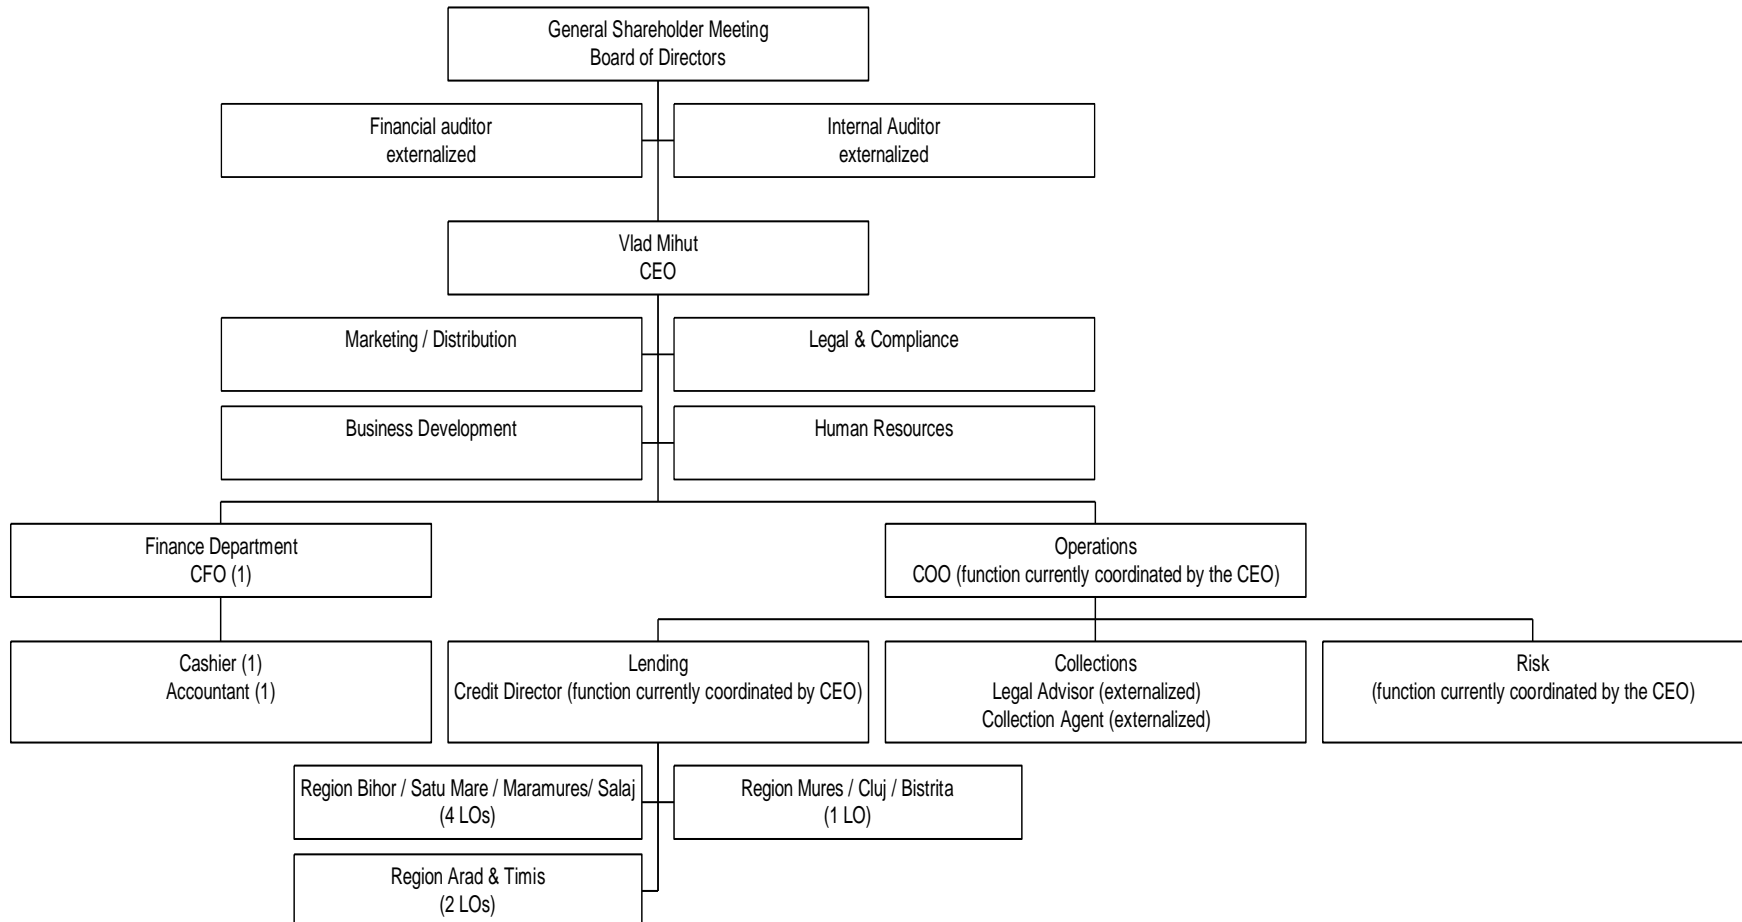 General Shareholder Meeting
Board of Directors
Financial auditor
externalized
Internal Auditor
externalized
Vlad Mihut
CEO
Marketing / Distribution
Legal & Compliance
Business Development
Human Resources
Finance Department
CFO (1)
Operations
COO (function currently coordinated by the CEO)
Cashier (1)
Accountant (1)
Lending
Credit Director (function currently coordinated by CEO)
Collections
Legal Advisor (externalized)
Collection Agent (externalized)
Risk
(function currently coordinated by the CEO)
Region Bihor / Satu Mare / Maramures/ Salaj
(4 LOs)
Region Mures / Cluj / Bistrita
(1 LO)
Region Arad & Timis
(2 LOs)